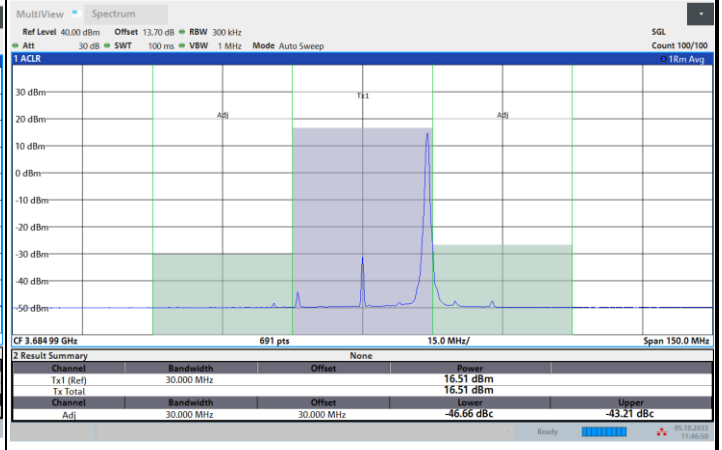 MultiView Spectrum
Ref Level 40.00 dBm Offset 13.70 dB RBW 300 kHz SGL
Att 30 dB SWT 100 ms VBW 1 MHz Mode Auto Sweep Count 100/100
1 ACLR 1Rm Avg
Tx1
Adj Adj
30 dBm
20 dBm
10 dBm
0 dBm
-10 dBm
-20 dBm
-30 dBm
-40 dBm
-50 dBm
CF 3.684 99 GHz 691 pts 15.0 MHz/ Span 150.0 MHz
2 Result Summary None
Channel Bandwidth Offset Power
Tx1 (Ref) 30.000 MHz 16.51 dBm
Tx Total 16.51 dBm
Channel Bandwidth Offset Lower Upper
Adj 30.000 MHz 30.000 MHz -46.66 dBc -43.21 dBc
Ready 05.10.2022
11:46:50